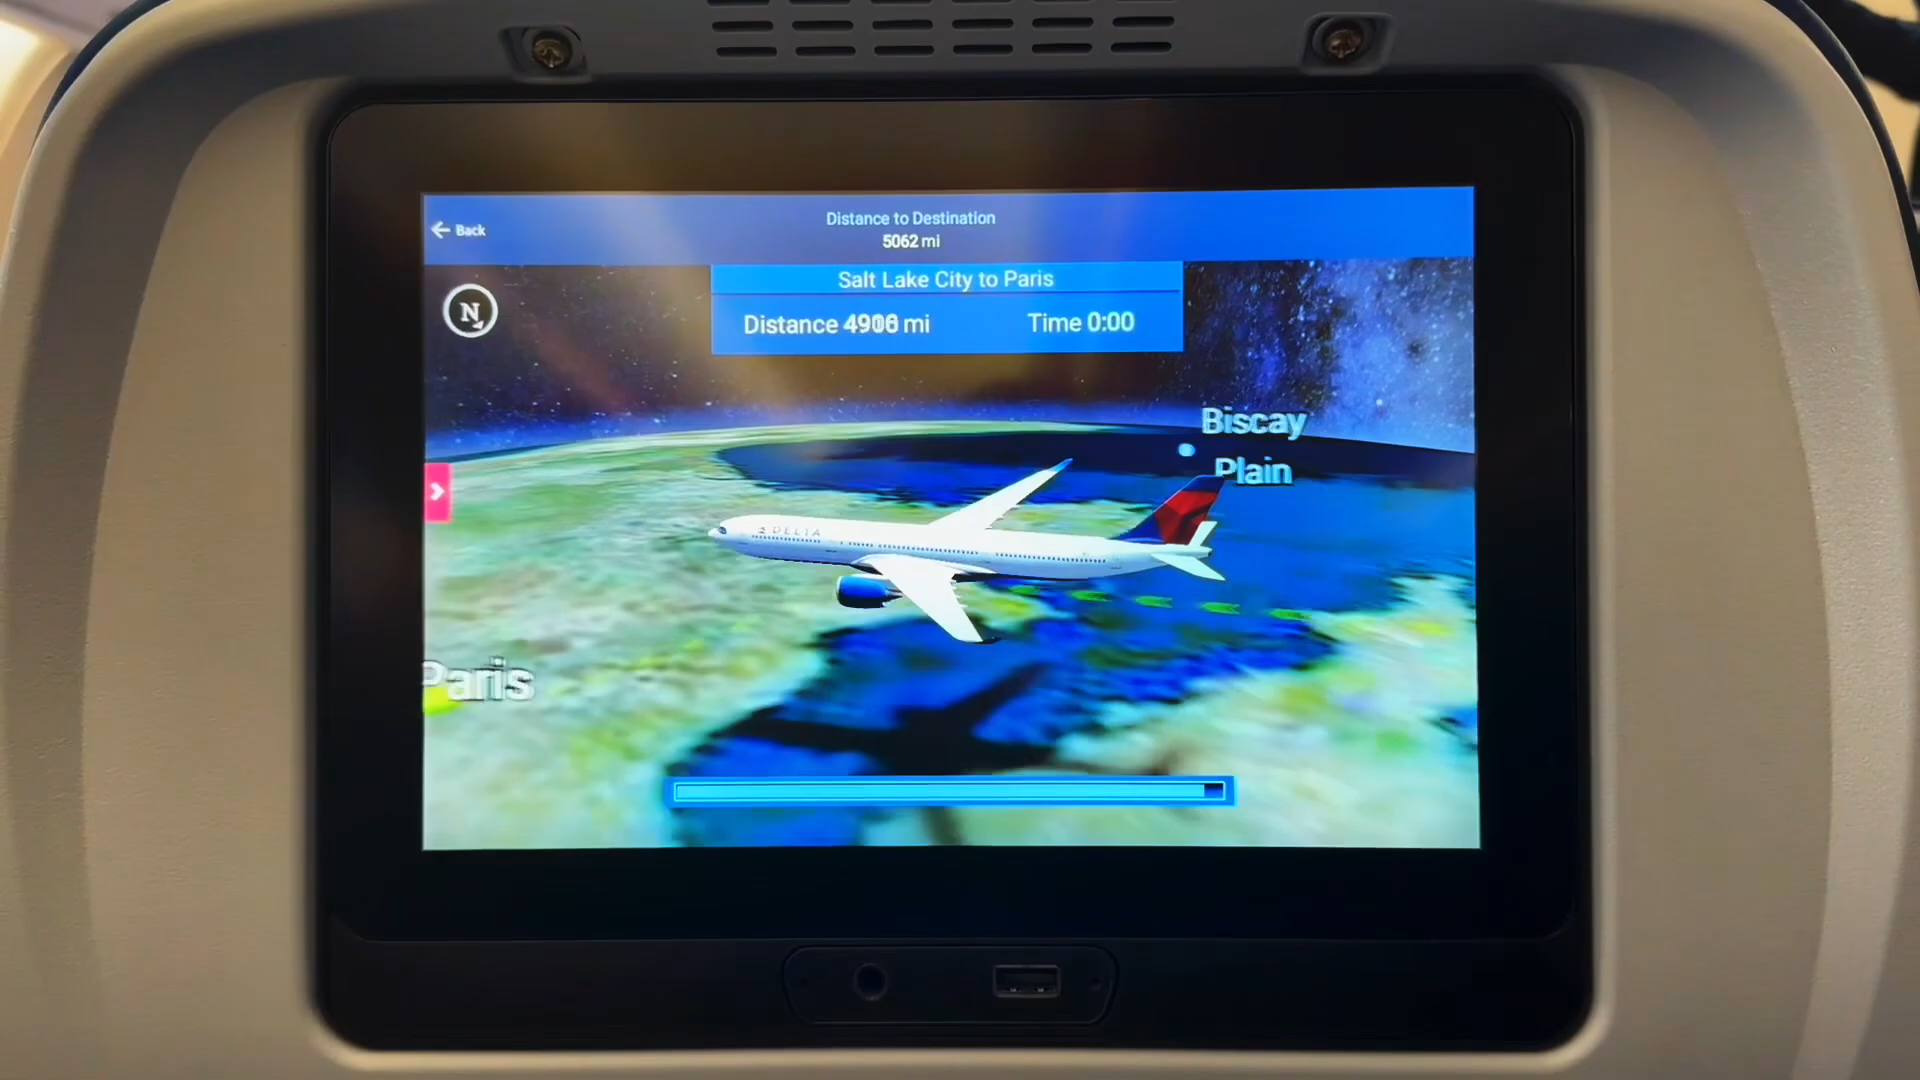 Back
Distance to Destination
5062 mi
Salt Lake City to Paris
Distance mi
Time 0:00
N
Biscay
Plain
DELTA
Paris